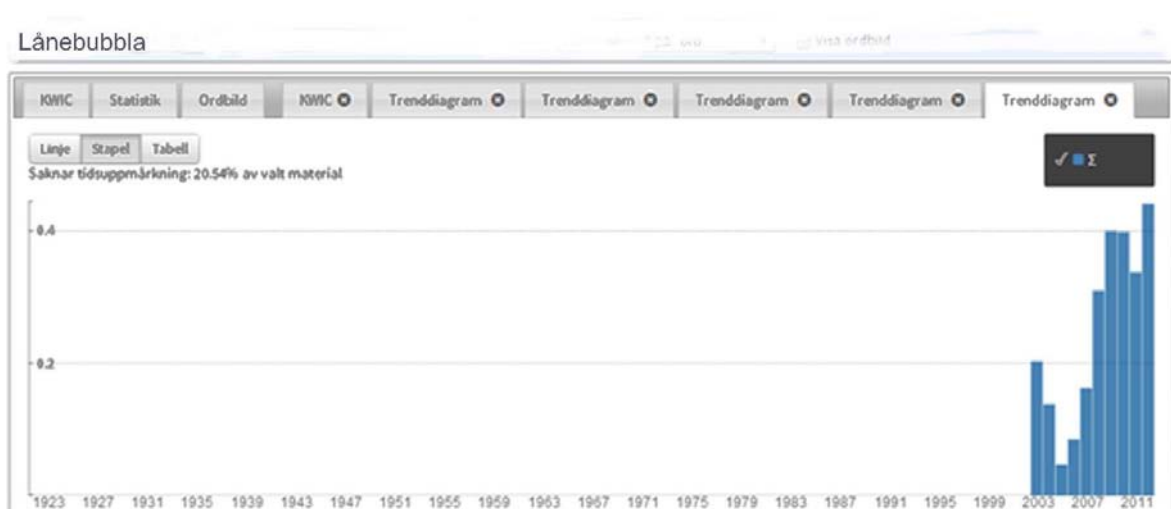 Lånebubbla
Visa ordbild
KWIC Statistik Ordbild KWIC Trenddiagram Trenddiagram Trenddiagram Trenddiagram Trenddiagram
Linje Stapel Tabell
Saknar tidsuppmärkning: 20.54% av valt material
Σ
0.4
0.2
1923 1927 1931 1935 1939 1943 1947 1951 1955 1959 1963 1967 1971 1975 1979 1983 1987 1991 1995 1999 2003 2007 2011